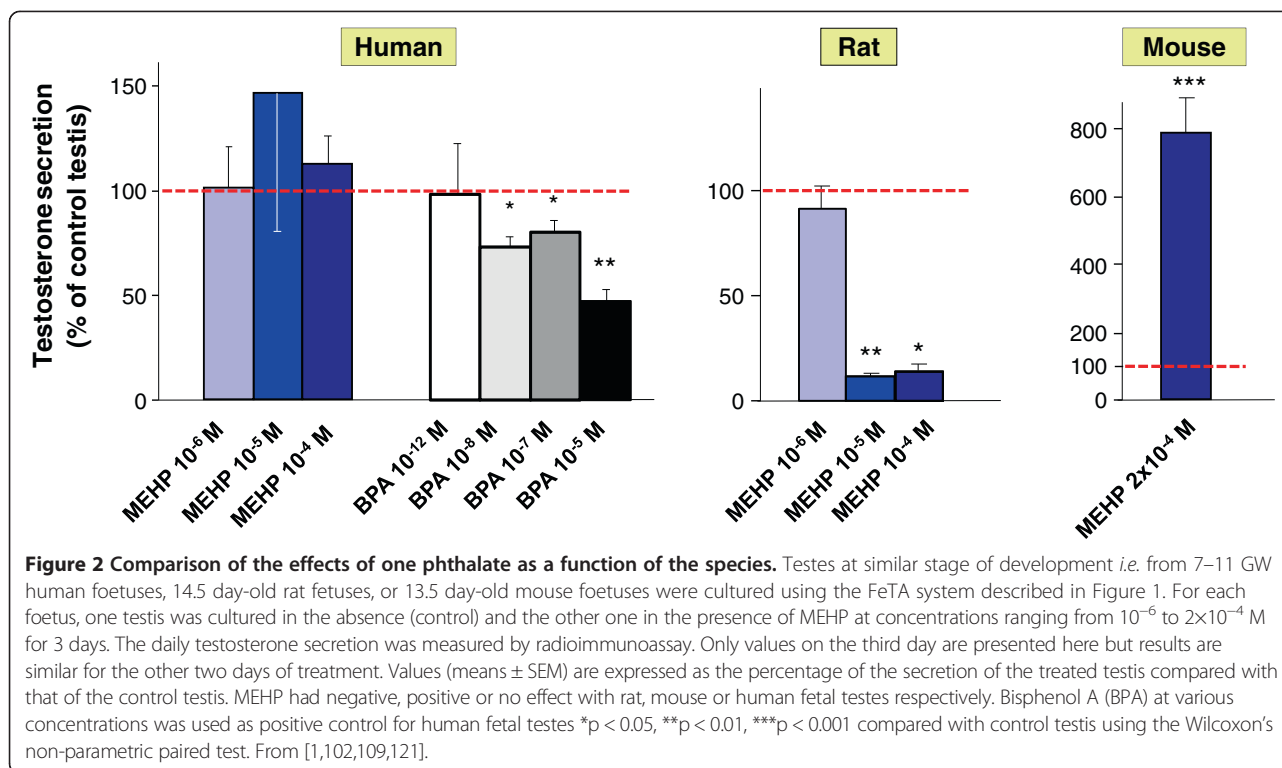 Human
Rat
Mouse
Testosterone secretion
(% of control testis)
150
100
50
0
*
*
**
MEHP 10⁻⁶ M
MEHP 10⁻⁵ M
MEHP 10⁻⁴ M
BPA 10⁻¹² M
BPA 10⁻⁸ M
BPA 10⁻⁷ M
BPA 10⁻⁵ M
100
50
0
**
*
MEHP 10⁻⁶ M
MEHP 10⁻⁵ M
MEHP 10⁻⁴ M
***
800
600
400
200
100
0
MEHP 2x10⁻⁴ M
Figure 2 Comparison of the effects of one phthalate as a function of the species. Testes at similar stage of development i.e. from 7–11 GW
human foetuses, 14.5 day-old rat fetuses, or 13.5 day-old mouse foetuses were cultured using the FeTA system described in Figure 1. For each
foetus, one testis was cultured in the absence (control) and the other one in the presence of MEHP at concentrations ranging from 10⁻⁶ to 2×10⁻⁴ M
for 3 days. The daily testosterone secretion was measured by radioimmunoassay. Only values on the third day are presented here but results are
similar for the other two days of treatment. Values (means ± SEM) are expressed as the percentage of the secretion of the treated testis compared with
that of the control testis. MEHP had negative, positive or no effect with rat, mouse or human fetal testes respectively. Bisphenol A (BPA) at various
concentrations was used as positive control for human fetal testes *p < 0.05, **p < 0.01, ***p < 0.001 compared with control testis using the Wilcoxon's
non-parametric paired test. From [1,102,109,121].